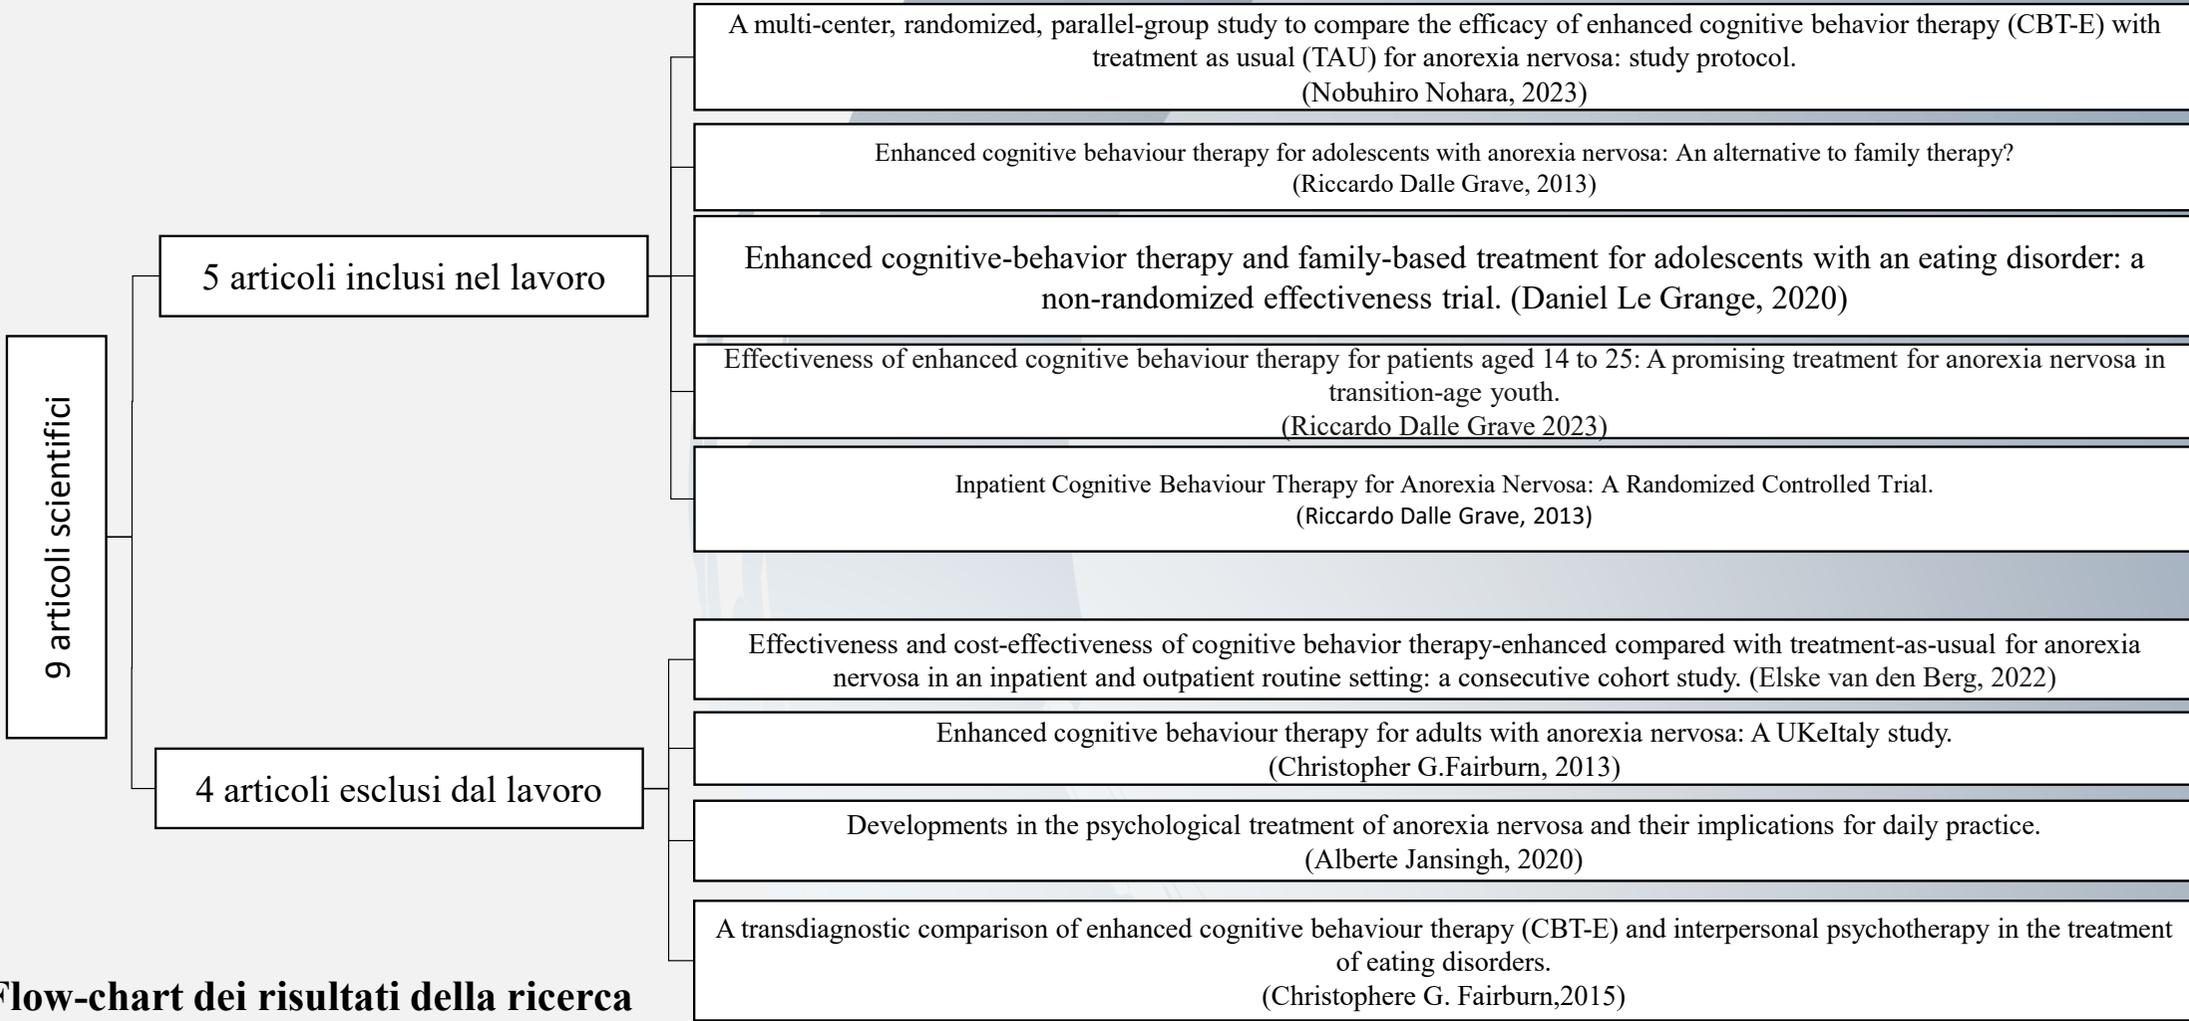 A multi-center, randomized, parallel-group study to compare the efficacy of enhanced cognitive behavior therapy (CBT-E) with
treatment as usual (TAU) for anorexia nervosa: study protocol.
(Nobuhiro Nohara, 2023)
Enhanced cognitive behaviour therapy for adolescents with anorexia nervosa: An alternative to family therapy?
(Riccardo Dalle Grave, 2013)
5 articoli inclusi nel lavoro
Enhanced cognitive-behavior therapy and family-based treatment for adolescents with an eating disorder: a
non-randomized effectiveness trial. (Daniel Le Grange, 2020)
Effectiveness of enhanced cognitive behaviour therapy for patients aged 14 to 25: A promising treatment for anorexia nervosa in
transition-age youth.
(Riccardo Dalle Grave 2023)
Inpatient Cognitive Behaviour Therapy for Anorexia Nervosa: A Randomized Controlled Trial.
(Riccardo Dalle Grave, 2013)
9 articoli scientifici
Effectiveness and cost-effectiveness of cognitive behavior therapy-enhanced compared with treatment-as-usual for anorexia
nervosa in an inpatient and outpatient routine setting: a consecutive cohort study. (Elske van den Berg, 2022)
Enhanced cognitive behaviour therapy for adults with anorexia nervosa: A UKeItaly study.
(Christopher G.Fairburn, 2013)
4 articoli esclusi dal lavoro
Developments in the psychological treatment of anorexia nervosa and their implications for daily practice.
(Alberte Jansingh, 2020)
A transdiagnostic comparison of enhanced cognitive behaviour therapy (CBT-E) and interpersonal psychotherapy in the treatment
of eating disorders.
(Christophere G. Fairburn,2015)
Flow-chart dei risultati della ricerca